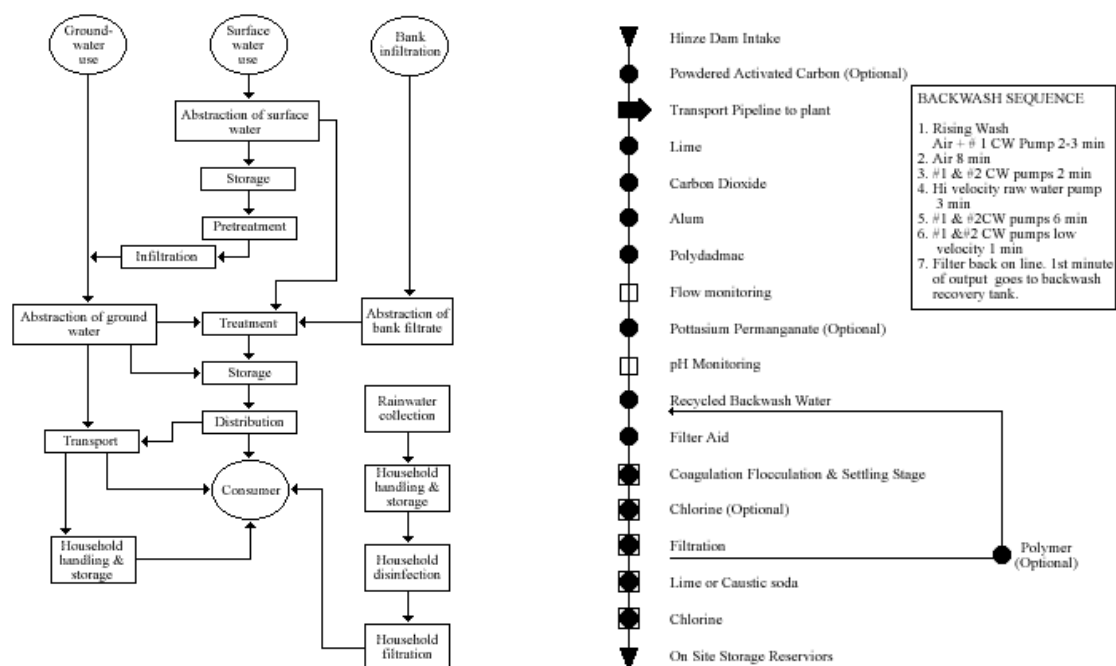 Ground-
water
use
Surface
water
use
Bank
infiltration
Abstraction of surface
water
Storage
Pretreatment
Infiltration
Abstraction of ground
water
Treatment
Abstraction of
bank filtrate
Storage
Rainwater
collection
Distribution
Transport
Household
handling &
storage
Consumer
Household
handling &
storage
Household
disinfection
Household
filtration
Hinze Dam Intake
Powdered Activated Carbon (Optional)
Transport Pipeline to plant
Lime
Carbon Dioxide
Alum
Polydadmac
Flow monitoring
Pottasium Permanganate (Optional)
pH Monitoring
Recycled Backwash Water
Filter Aid
Coagulation Flocculation & Settling Stage
Chlorine (Optional)
Filtration
Lime or Caustic soda
Chlorine
On Site Storage Reserviors
Polymer
(Optional)
BACKWASH SEQUENCE
1. Rising Wash
Air + # 1 CW Pump 2-3 min
2. Air 8 min
3. #1 & #2 CW pumps 2 min
4. Hi velocity raw water pump
3 min
5. #1 & #2CW pumps 6 min
6. #1 &#2 CW pumps low
velocity 1 min
7. Filter back on line. 1st minute
of output goes to backwash
recovery tank.